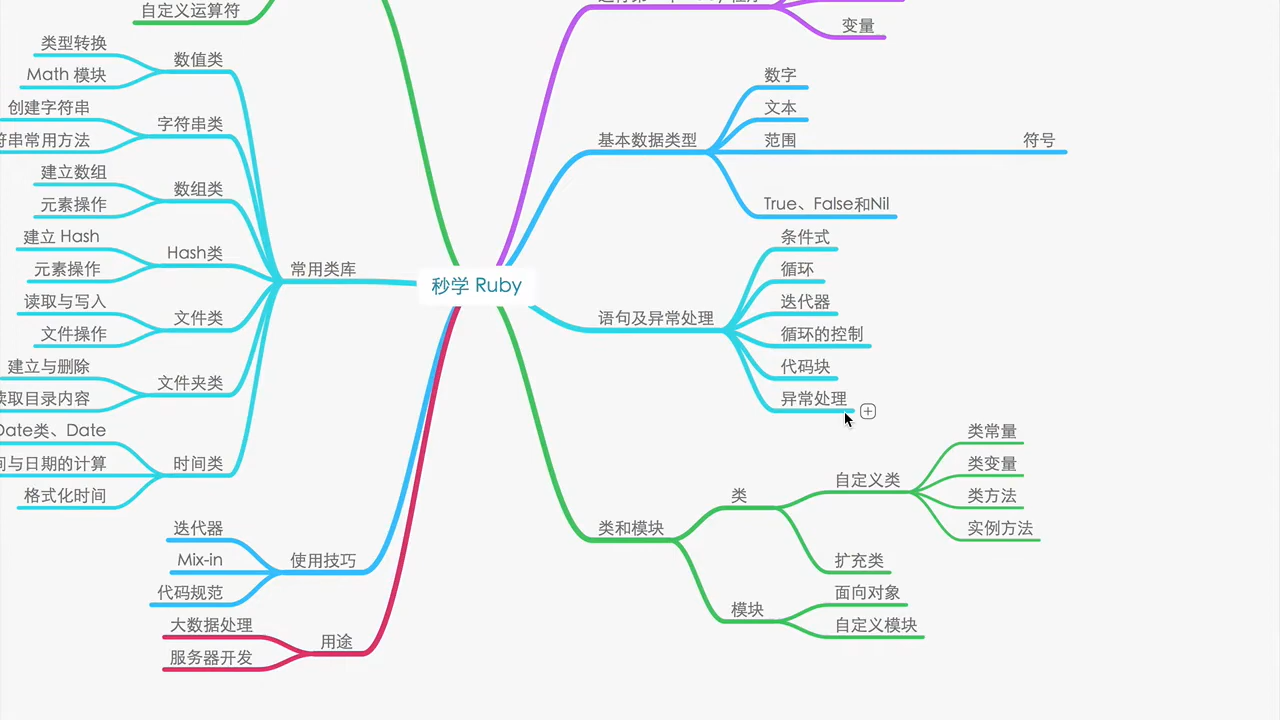 自定义运算符
类型转换
Math 模块
数值类
创建字符串
符串常用方法
字符串类
建立数组
元素操作
数组类
建立 Hash
元素操作
Hash类
读取与写入
文件操作
文件类
建立与删除
读取目录内容
文件夹类
Date类、Date
间与日期的计算
格式化时间
时间类
常用类库
迭代器
Mix-in
代码规范
使用技巧
大数据处理
服务器开发
用途
秒学 Ruby
变量
基本数据类型
数字
文本
范围
符号
True、False和Nil
语句及异常处理
条件式
循环
迭代器
循环的控制
代码块
异常处理
类和模块
类
自定义类
类常量
类变量
类方法
实例方法
扩充类
模块
面向对象
自定义模块